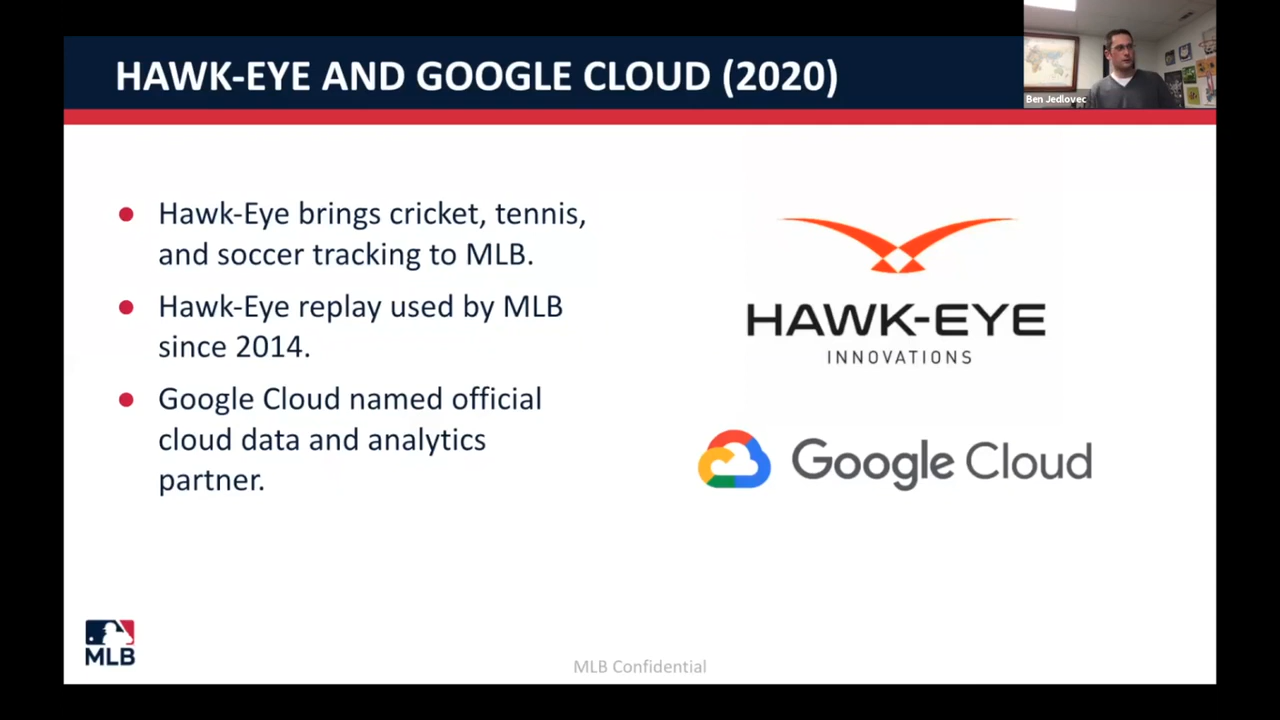 HAWK-EYE AND GOOGLE CLOUD (2020)
Ben Jedlovec
Hawk-Eye brings cricket, tennis,
and soccer tracking to MLB.
Hawk-Eye replay used by MLB
since 2014.
Google Cloud named official
cloud data and analytics
partner.
HAWK-EYE
INNOVATIONS
Google Cloud
MLB
MLB Confidential